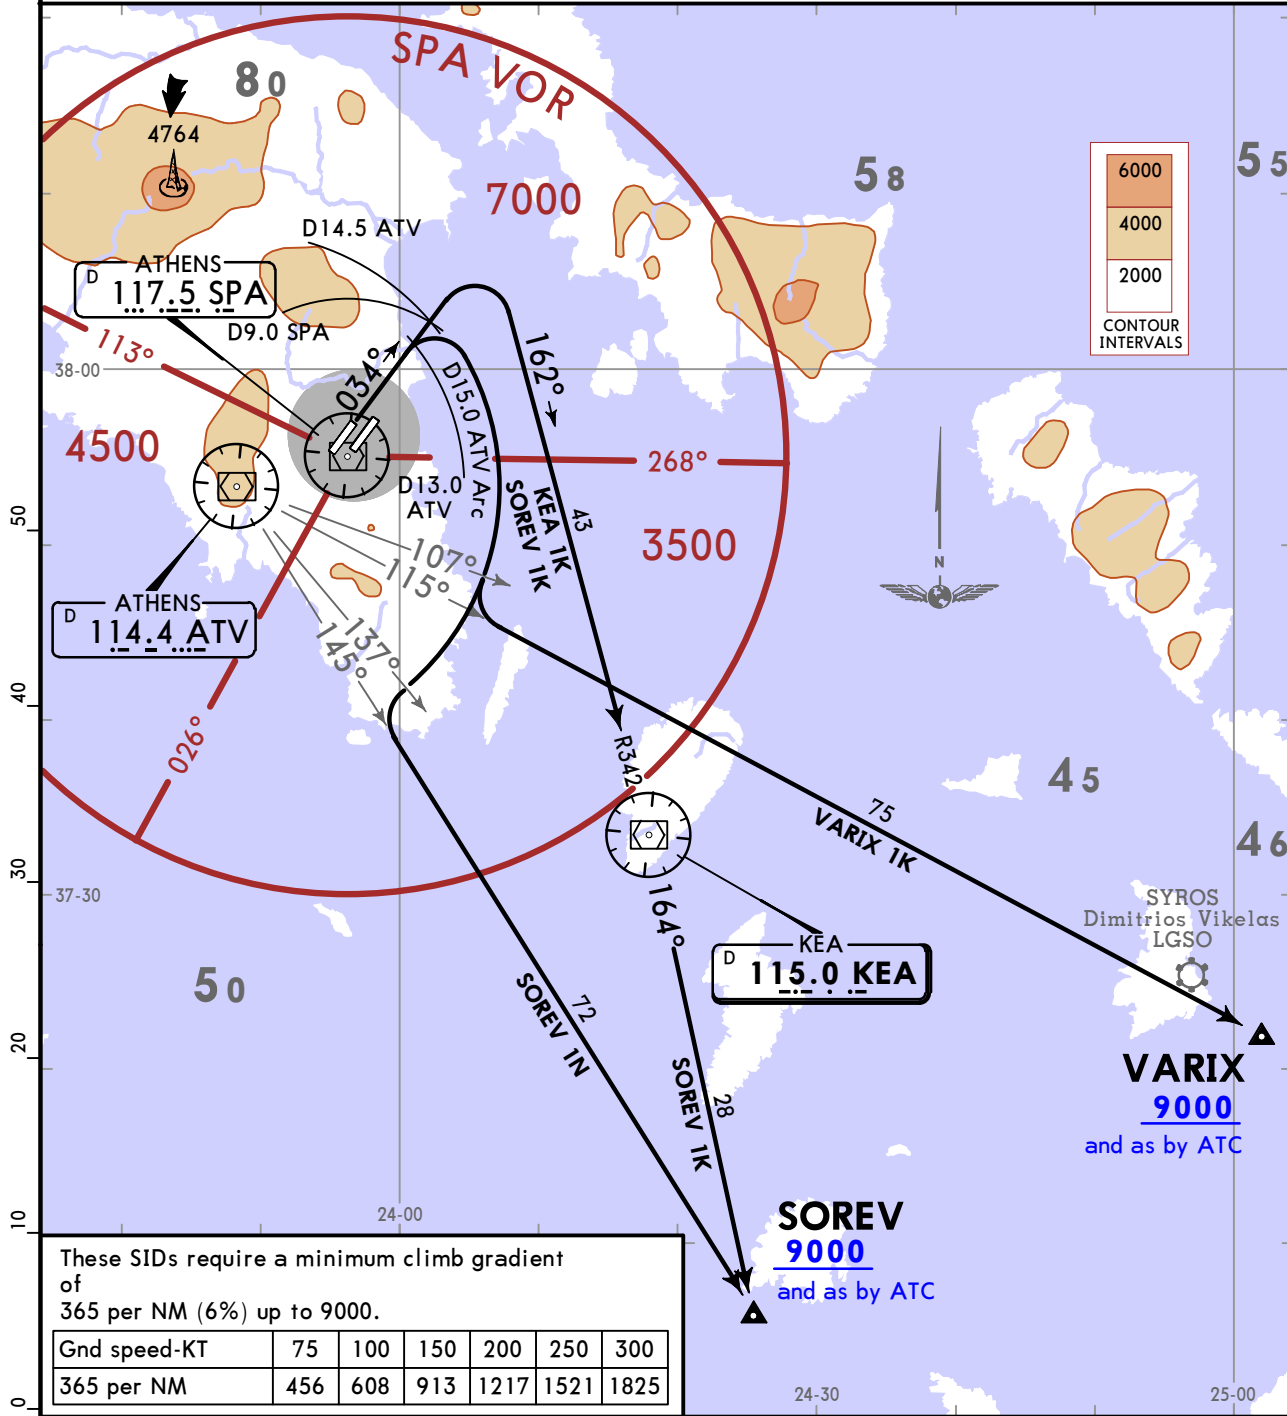 SPA VOR
80
4764
7000
58
55
6000
4000
2000
CONTOUR
INTERVALS
D14.5 ATV
ATHENS
D 117.5 SPA
D9.0 SPA
113°
38-00
034°
162°
D15.0 ATV Arc
4500
268°
D13.0
ATV
KEA 1K
SOREV 1K
43
3500
50
107°
115°
N
ATHENS
D 114.4 ATV
137°
145°
40
026°
R342
45
75
VARIX 1K
46
30
37-30
164°
SYROS
Dimitrios Vikelas
LGSO
KEA
D 115.0 KEA
50
72
SOREV 1N
20
VARIX
9000
and as by ATC
SOREV 1K
28
10
24-00
SOREV
9000
and as by ATC
These SIDs require a minimum climb gradient
of
365 per NM (6%) up to 9000.
Gnd speed-KT 75 100 150 200 250 300
365 per NM 456 608 913 1217 1521 1825
0
24-30
25-00